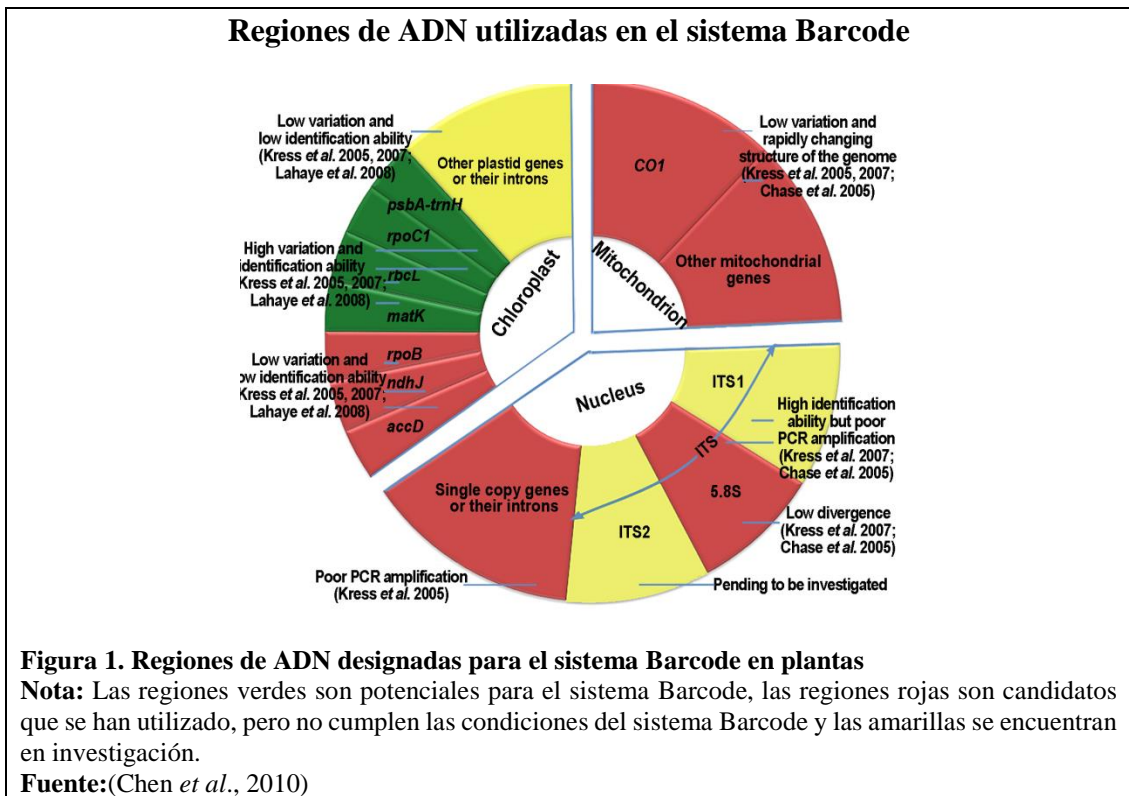 Regiones de ADN utilizadas en el sistema Barcode
Low variation and
low identification ability
(Kress et al. 2005, 2007;
Lahaye et al. 2008)
Other plastid genes
or their introns
CO1
Low variation and
rapidly changing
structure of the genome
(Kress et al. 2005, 2007;
Chase et al. 2005)
Other mitochondrial
genes
psbA-trnH
rpoC1
rbcL
matK
High variation and
identification ability
Kress et al. 2005, 2007;
Lahaye et al. 2008)
Chloroplast
Mitochondrion
Nucleus
rpoB
ndhJ
accD
Low variation and
low identification ability
Kress et al. 2005, 2007;
Lahaye et al. 2008)
ITS1
High identification
ability but poor
PCR amplification
(Kress et al. 2007;
Chase et al. 2005)
ITS
5.8S
Low divergence
(Kress et al. 2007;
Chase et al. 2005)
Single copy genes
or their introns
ITS2
Poor PCR amplification
(Kress et al. 2005)
Pending to be investigated
Figura 1. Regiones de ADN designadas para el sistema Barcode en plantas
Nota: Las regiones verdes son potenciales para el sistema Barcode, las regiones rojas son candidatos
que se han utilizado, pero no cumplen las condiciones del sistema Barcode y las amarillas se encuentran
en investigación.
Fuente:(Chen et al., 2010)